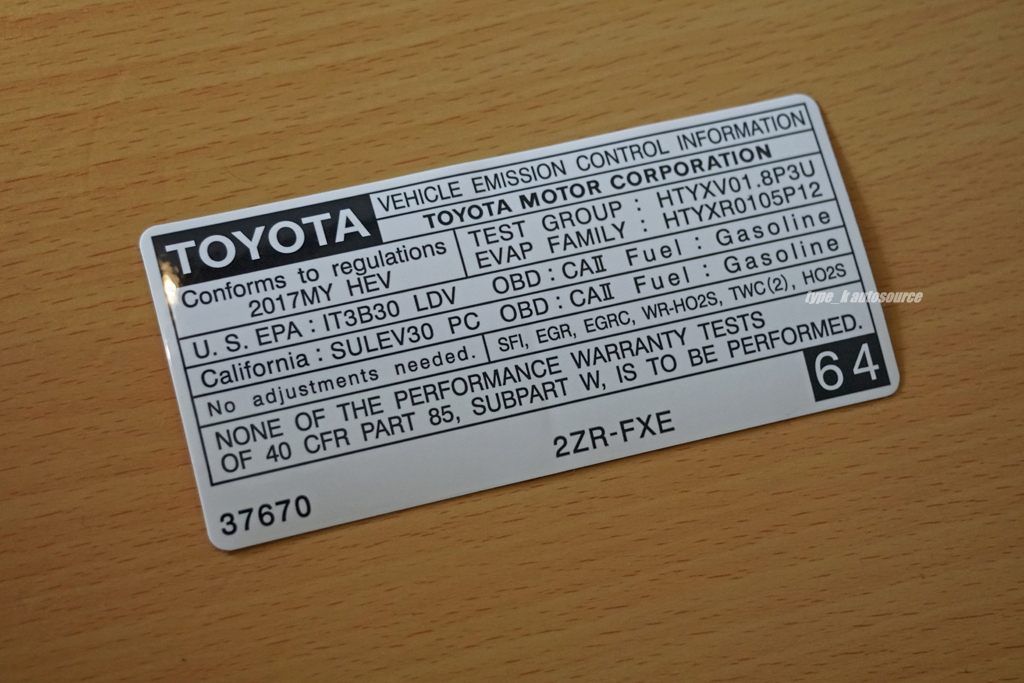 TOYOTA VEHICLE EMISSION CONTROL INFORMATION
TOYOTA MOTOR CORPORATION
Conforms to regulations
2017MY HEV
TEST GROUP : HTYXV01.8P3U
EVAP FAMILY : HTYXR0105P12
U.S. EPA : IT3B30 LDV OBD : CAII Fuel : Gasoline
California : SULEV30 PC OBD : CAII Fuel : Gasoline
No adjustments needed. SFI, EGR, EGRC, WR-HO2S, TWC(2), HO2S
NONE OF THE PERFORMANCE WARRANTY TESTS
OF 40 CFR PART 85, SUBPART W, IS TO BE PERFORMED.
64
37670 2ZR-FXE
type_k autosource